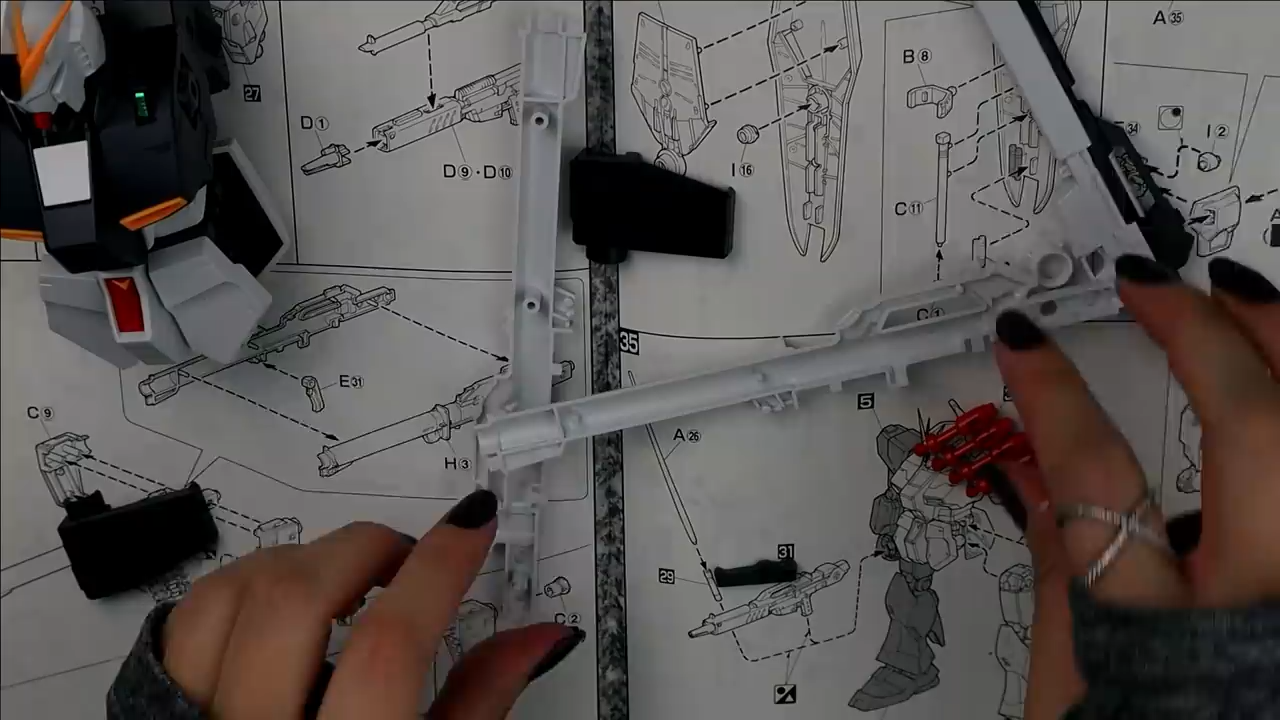 27
D①
D⑨・D⑩
E㉛
C⑨
H③
C②
35
I⑯
B⑧
C⑪
C①
A㉟
34
I②
A㉖
5
31
29